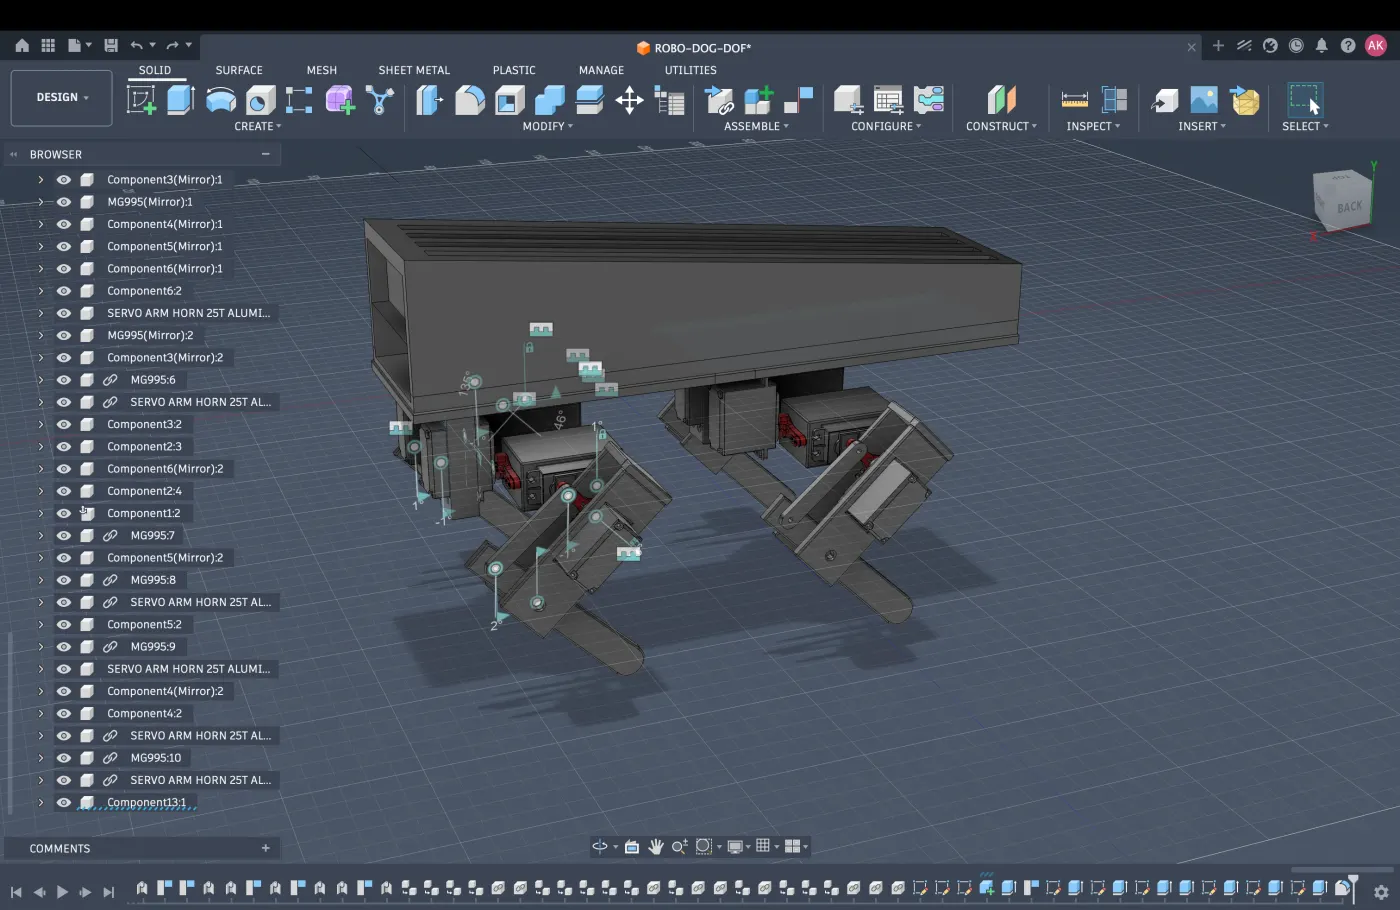 ROBO-DOG-DOF*
AK
SOLID
SURFACE
MESH
SHEET METAL
PLASTIC
MANAGE
UTILITIES
DESIGN
CREATE
MODIFY
ASSEMBLE
CONFIGURE
CONSTRUCT
INSPECT
INSERT
SELECT
BROWSER
Component3(Mirror):1
MG995(Mirror):1
Component4(Mirror):1
Component5(Mirror):1
Component6(Mirror):1
Component6:2
SERVO ARM HORN 25T ALUMI...
MG995(Mirror):2
Component3(Mirror):2
MG995:6
SERVO ARM HORN 25T AL...
Component3:2
Component2:3
Component6(Mirror):2
Component2:4
Component1:2
MG995:7
Component5(Mirror):2
MG995:8
SERVO ARM HORN 25T AL...
Component5:2
MG995:9
SERVO ARM HORN 25T ALUMI...
Component4(Mirror):2
Component4:2
SERVO ARM HORN 25T AL...
MG995:10
SERVO ARM HORN 25T AL...
Component13:1
Y
BACK
COMMENTS